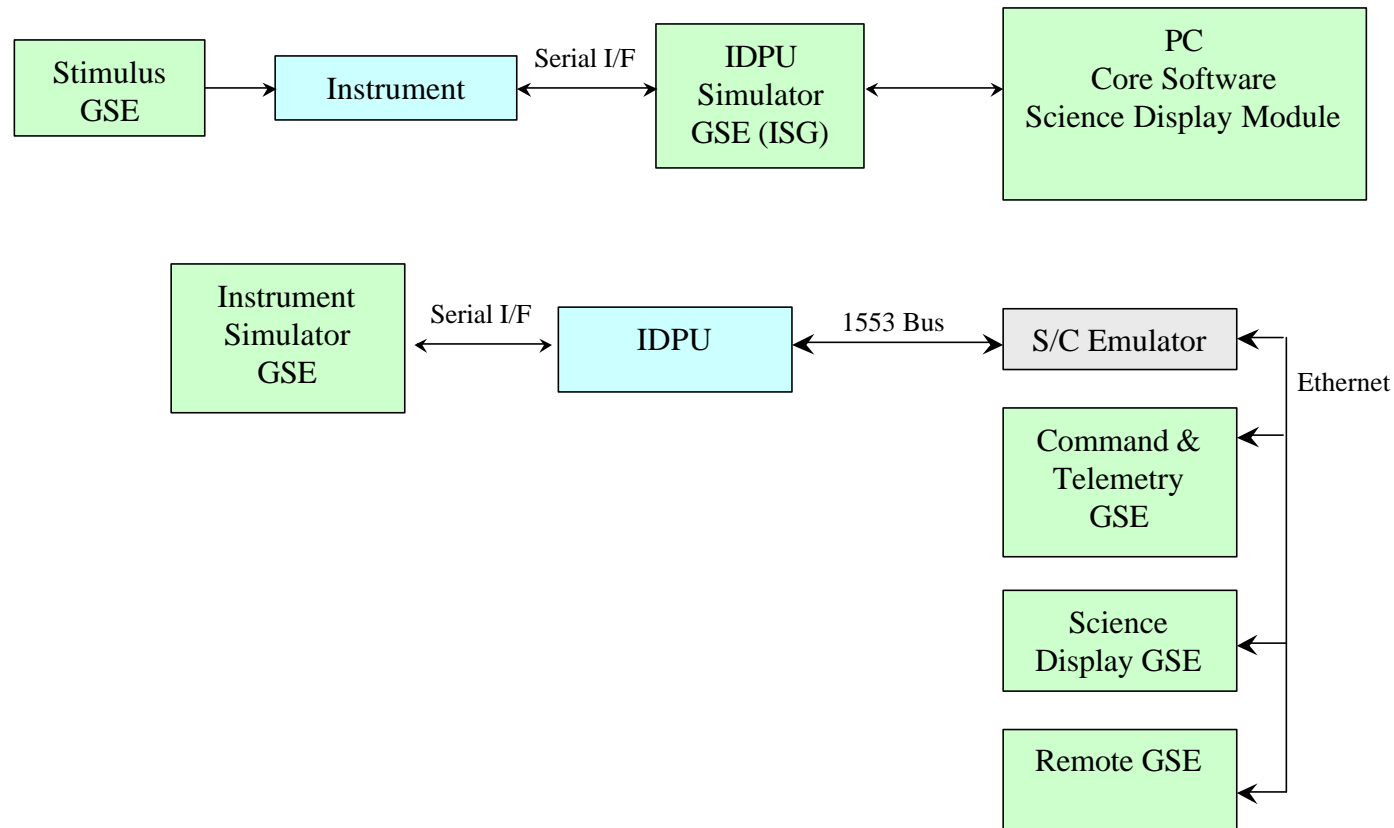 Stimulus
GSE
Instrument
Serial I/F
IDPU
Simulator
GSE (ISG)
PC
Core Software
Science Display Module
Instrument
Simulator
GSE
Serial I/F
IDPU
1553 Bus
S/C Emulator
Ethernet
Command &
Telemetry
GSE
Science
Display GSE
Remote GSE